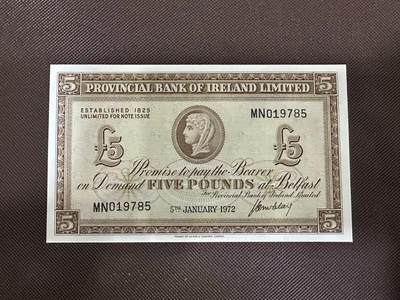 5 PROVINCIAL BANK OF IRELAND LIMITED 5
ESTABLISHED 1825
UNLIMITED FOR NOTE ISSUE
MN019785
£5 £5
Promise to pay the Bearer
on Demand FIVE POUNDS at Belfast
for Provincial Bank of Ireland Limited
MN019785
5TH JANUARY 1972
5 5